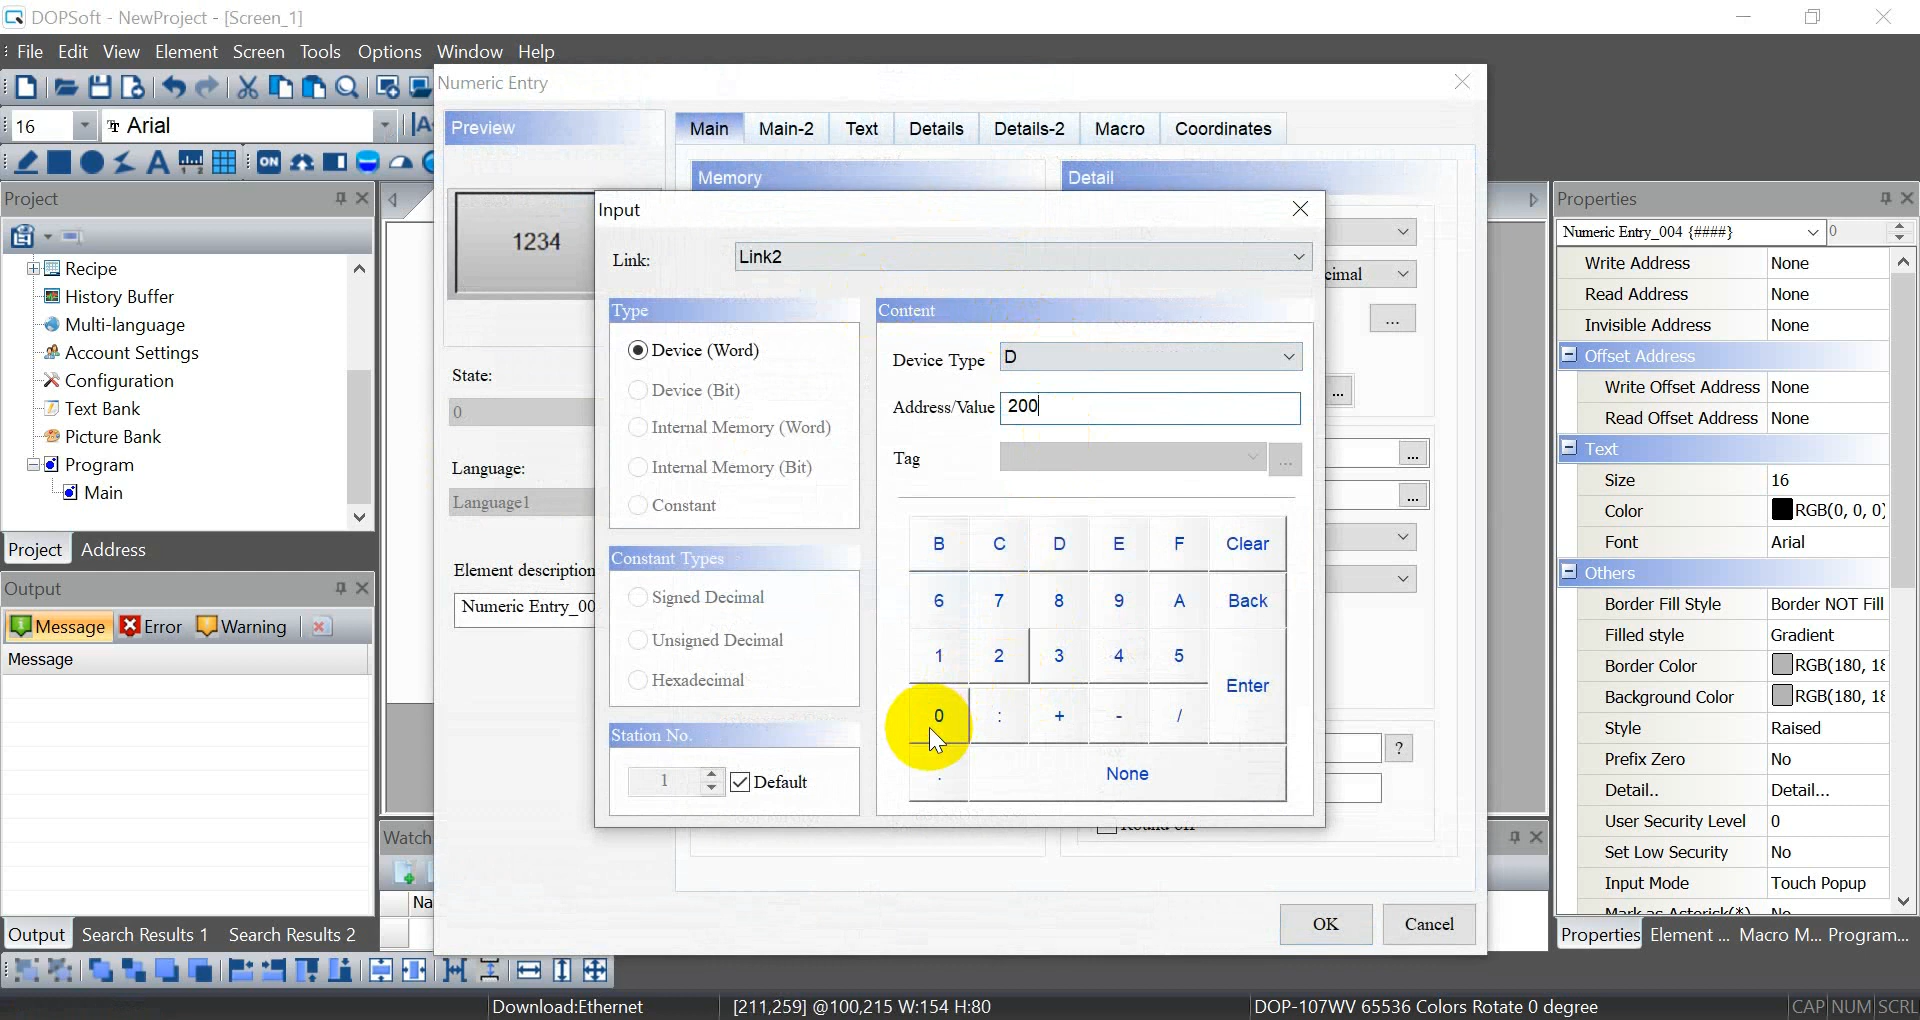 DOPSoft - NewProject - [Screen_1]
File Edit View Element Screen Tools Options Window Help
16 Arial
Project
Recipe
History Buffer
Multi-language
Account Settings
Configuration
Text Bank
Picture Bank
Program
Main
Project Address
Output
Message Error Warning
Message
Output Search Results 1 Search Results 2
Numeric Entry
Preview
1234
State:
0
Language:
Language1
Element description
Numeric Entry_00
Main Main-2 Text Details Details-2 Macro Coordinates
Memory
Detail
cimal
...
...
...
...
?
OK Cancel
Input
Link: Link2
Type
Device (Word)
Device (Bit)
Internal Memory (Word)
Internal Memory (Bit)
Constant
Constant Types
Signed Decimal
Unsigned Decimal
Hexadecimal
Station No.
1 Default
Content
Device Type D
Address/Value 200
Tag ...
B C D E F Clear
6 7 8 9 A Back
1 2 3 4 5 Enter
0 : + - /
. None
Watch
Na
Properties
Numeric Entry_004 {####} 0
Write Address None
Read Address None
Invisible Address None
Offset Address
Write Offset Address None
Read Offset Address None
Text
Size 16
Color RGB(0, 0, 0)
Font Arial
Others
Border Fill Style Border NOT Fill
Filled style Gradient
Border Color RGB(180, 18
Background Color RGB(180, 18
Style Raised
Prefix Zero No
Detail.. Detail...
User Security Level 0
Set Low Security No
Input Mode Touch Popup
Mark as Asterisk(*) No
Properties Element ... Macro M... Program...
Download:Ethernet [211,259] @100,215 W:154 H:80 DOP-107WV 65536 Colors Rotate 0 degree CAP NUM SCRL